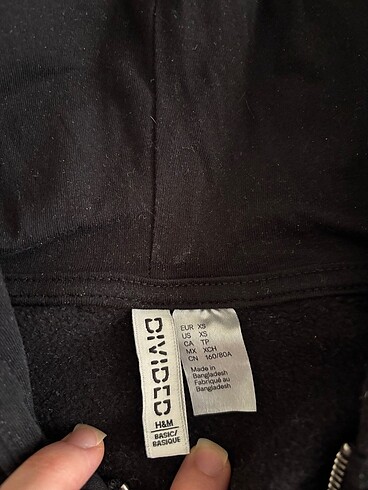 DIVIDED
H&M
BASIC/
BASIQUE
EUR XS
US XS
CA TP
MX XCH
CN 160/80A
Made in
Bangladesh
Fabriqué au
Bangladesh